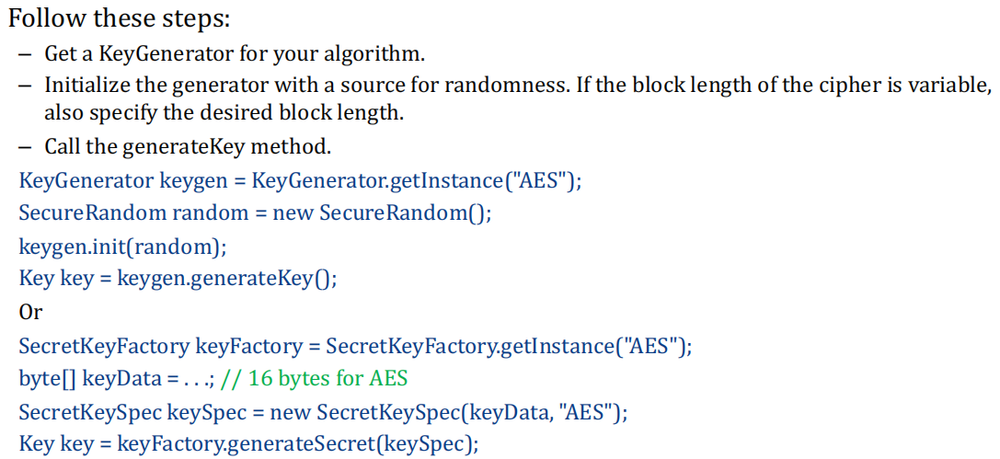 Follow these steps:
– Get a KeyGenerator for your algorithm.
– Initialize the generator with a source for randomness. If the block length of the cipher is variable,
also specify the desired block length.
– Call the generateKey method.
KeyGenerator keygen = KeyGenerator.getInstance("AES");
SecureRandom random = new SecureRandom();
keygen.init(random);
Key key = keygen.generateKey();
Or
SecretKeyFactory keyFactory = SecretKeyFactory.getInstance("AES");
byte[] keyData = . . .; // 16 bytes for AES
SecretKeySpec keySpec = new SecretKeySpec(keyData, "AES");
Key key = keyFactory.generateSecret(keySpec);